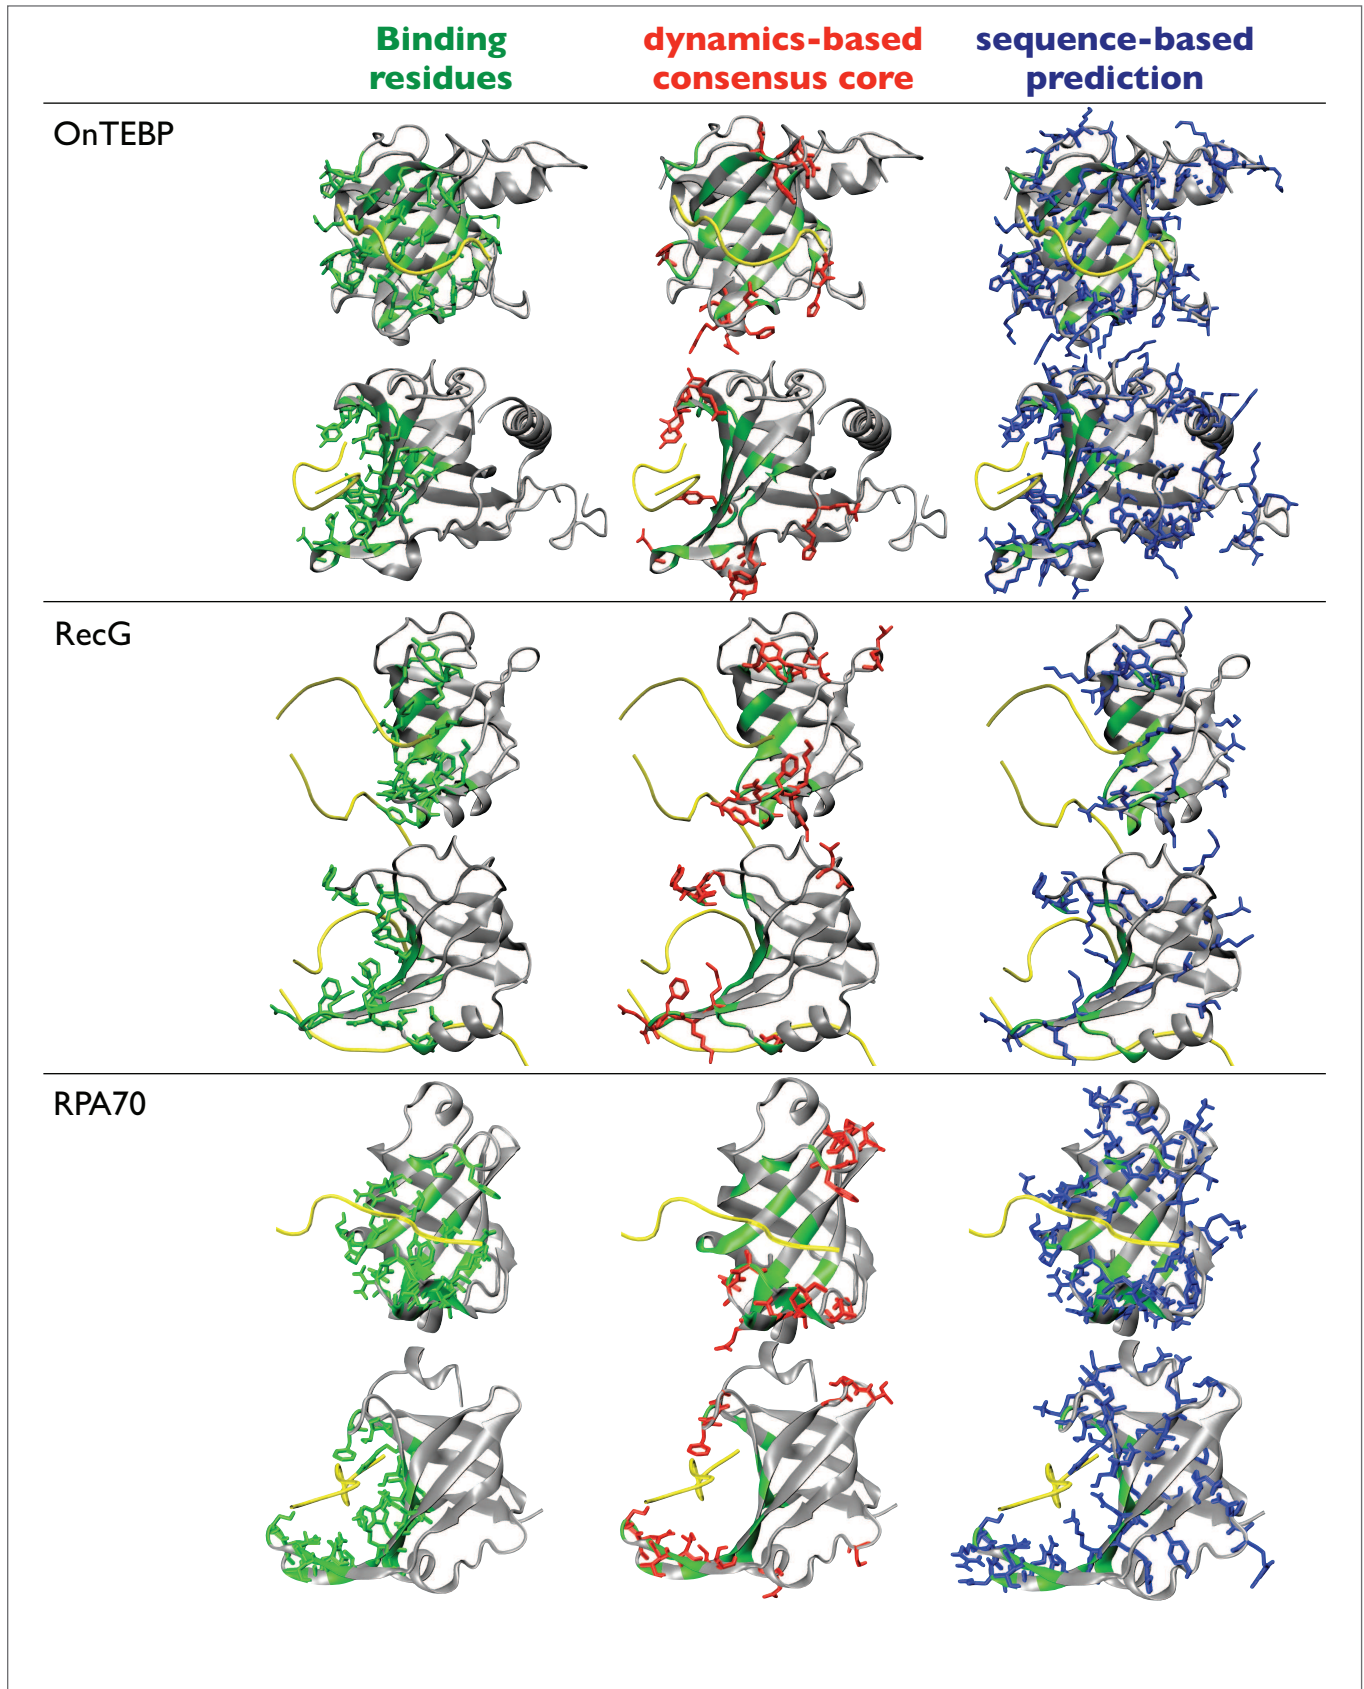 Binding residues
dynamics-based consensus core
sequence-based prediction
OnTEBP
RecG
RPA70